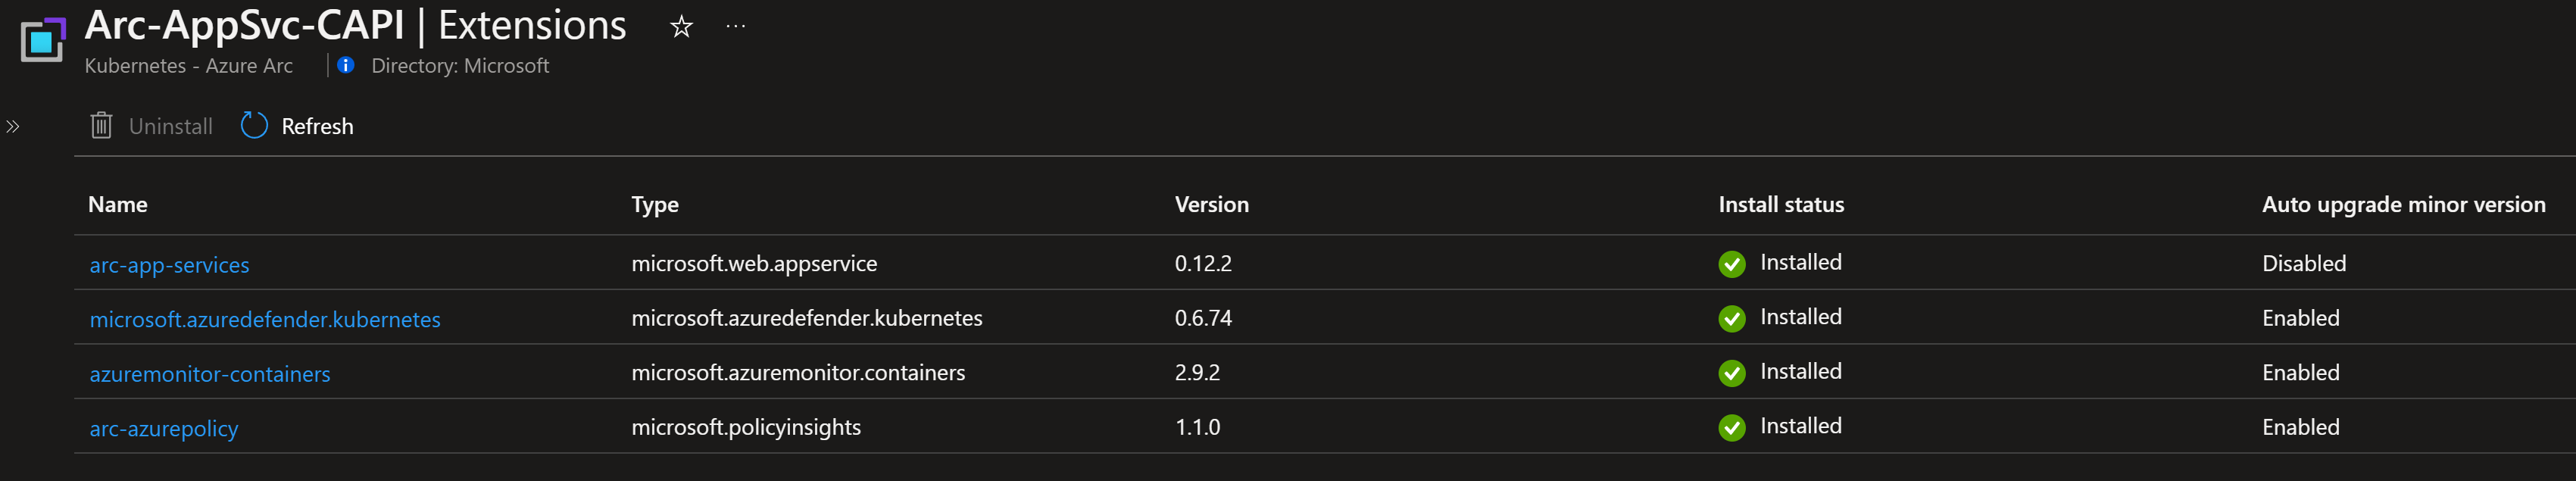 Arc-AppSvc-CAPI | Extensions ...
Kubernetes - Azure Arc | Directory: Microsoft
Uninstall Refresh
Name Type Version Install status Auto upgrade minor version
arc-app-services microsoft.web.appservice 0.12.2 Installed Disabled
microsoft.azuredefender.kubernetes microsoft.azuredefender.kubernetes 0.6.74 Installed Enabled
azuremonitor-containers microsoft.azuremonitor.containers 2.9.2 Installed Enabled
arc-azurepolicy microsoft.policyinsights 1.1.0 Installed Enabled